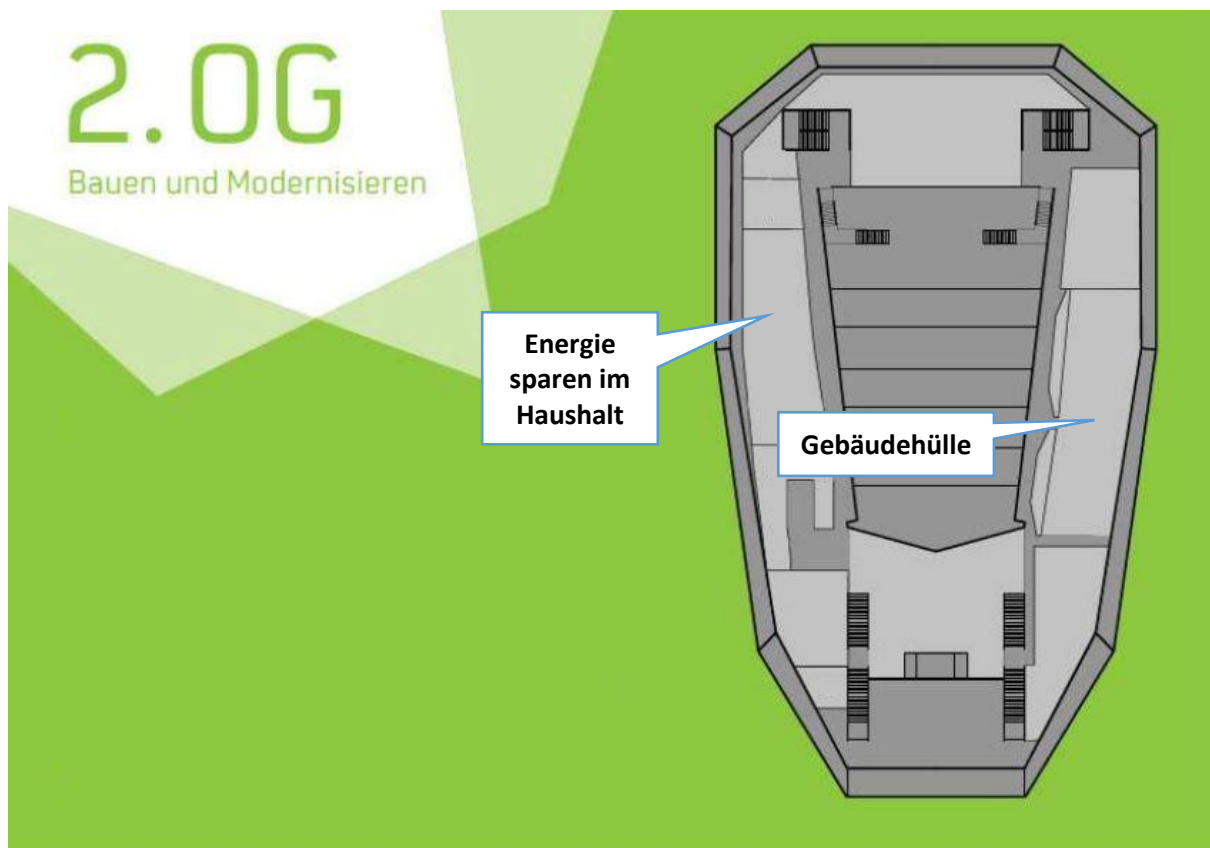 2. OG
Bauen und Modernisieren
Energie
sparen im
Haushalt
Gebäudehülle